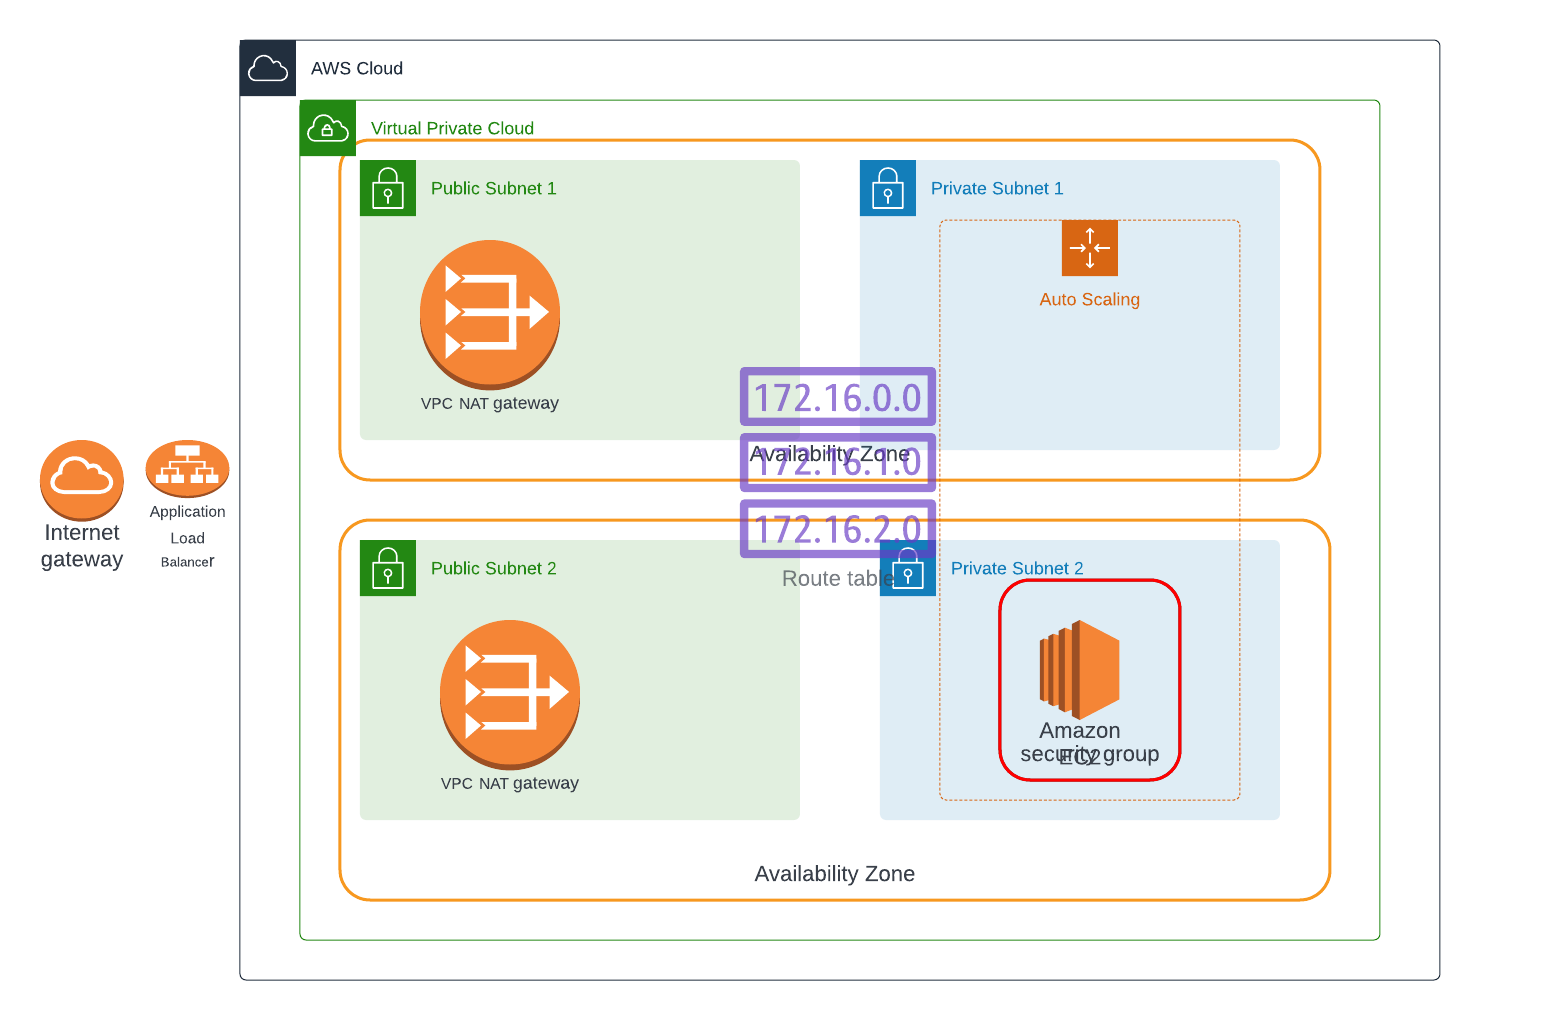 AWS Cloud
Virtual Private Cloud
Public Subnet 1
Private Subnet 1
Auto Scaling
VPC NAT gateway
172.16.0.0
Availability Zone
172.16.1.0
172.16.2.0
Route table
Internet
gateway
Application
Load
Balancer
Public Subnet 2
Private Subnet 2
VPC NAT gateway
Amazon
EC2
security group
Availability Zone